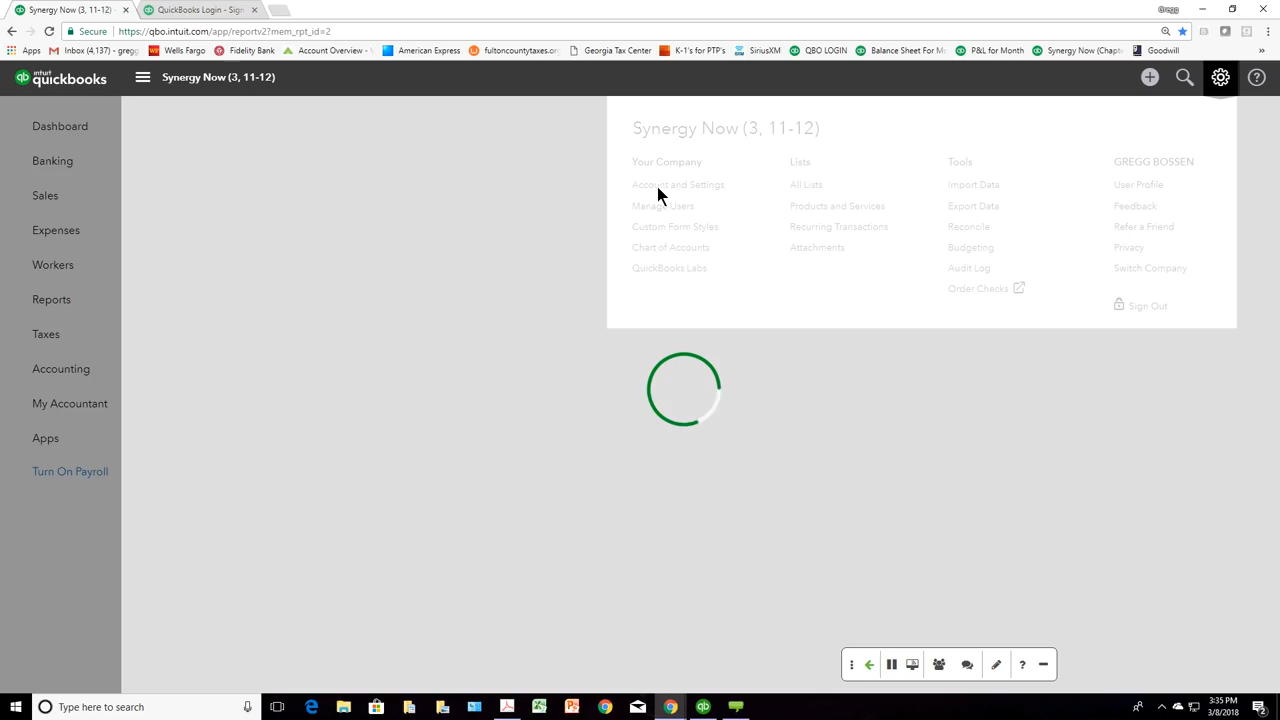 Synergy Now (3, 11-12)
QuickBooks Login - Sign
Gregg
Secure
https://qbo.intuit.com/app/reportv2?mem_rpt_id=2
Apps
Inbox (4,137) - gregg
Wells Fargo
Fidelity Bank
Account Overview -
American Express
fultoncountytaxes.org
Georgia Tax Center
K-1's for PTP's
SiriusXM
QBO LOGIN
Balance Sheet For Mo
P&L for Month
Synergy Now (Chapte
Goodwill
»
intuit
quickbooks
Synergy Now (3, 11-12)
Dashboard
Banking
Sales
Expenses
Workers
Reports
Taxes
Accounting
My Accountant
Apps
Turn On Payroll
Synergy Now (3, 11-12)
Your Company
Account and Settings
Manage Users
Custom Form Styles
Chart of Accounts
QuickBooks Labs
Lists
All Lists
Products and Services
Recurring Transactions
Attachments
Tools
Import Data
Export Data
Reconcile
Budgeting
Audit Log
Order Checks
GREGG BOSSEN
User Profile
Feedback
Refer a Friend
Privacy
Switch Company
Sign Out
Type here to search
3:35 PM
3/8/2018
2